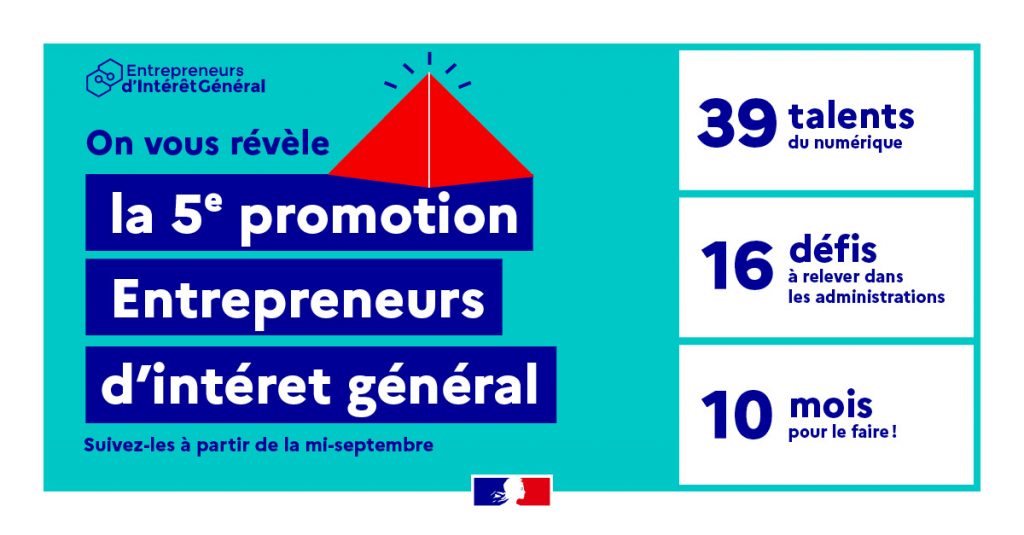 Entrepreneurs
d'IntérêtGénéral
On vous révèle
la 5e promotion
Entrepreneurs
d'intéret général
Suivez-les à partir de la mi-septembre
39 talents
du numérique
16 défis
à relever dans
les administrations
10 mois
pour le faire !